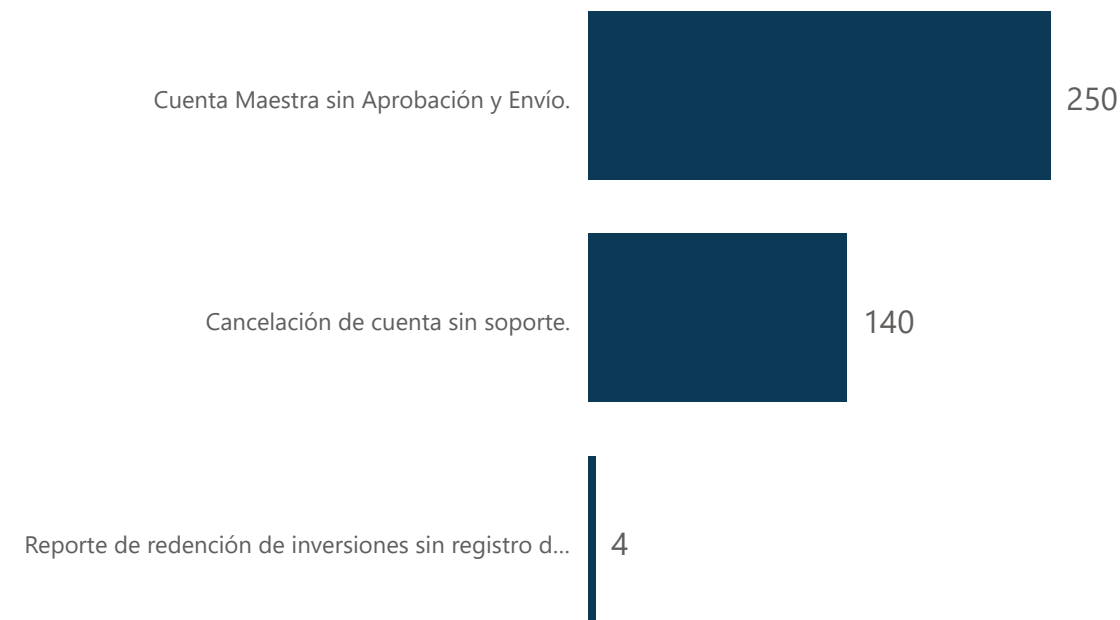 Cuenta Maestra sin Aprobación y Envío.
250
Cancelación de cuenta sin soporte.
140
Reporte de redención de inversiones sin registro d...
4